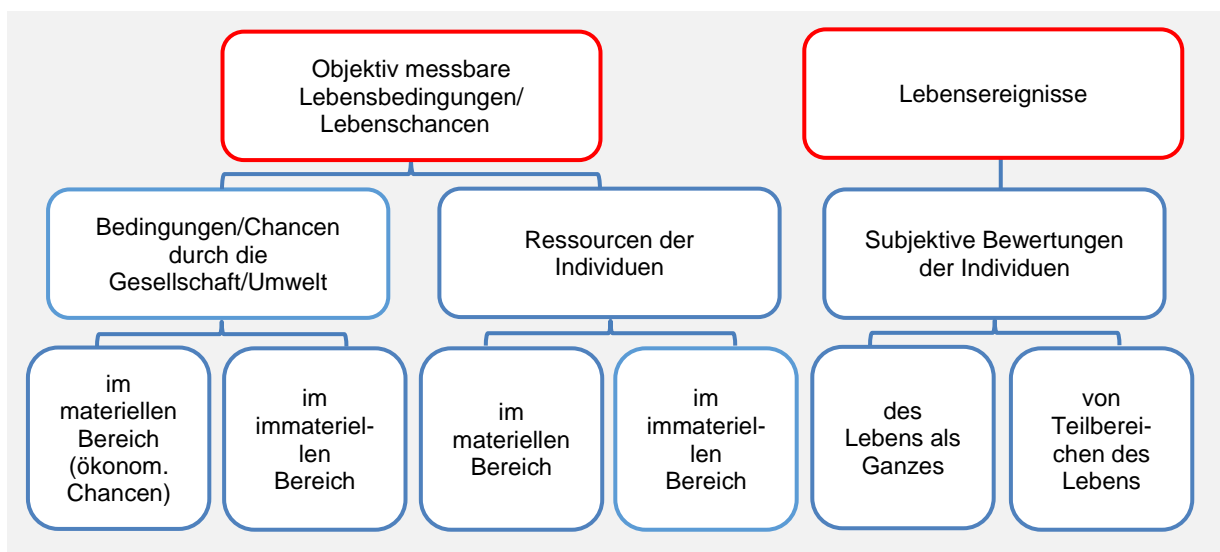 Objektiv messbare
Lebensbedingungen/
Lebenschancen
Lebensereignisse
Bedingungen/Chancen
durch die
Gesellschaft/Umwelt
Ressourcen der
Individuen
Subjektive Bewertungen
der Individuen
im
materiellen
Bereich
(ökonom.
Chancen)
im
immateriel-
len
Bereich
im
materiellen
Bereich
im
immateriel-
len
Bereich
des
Lebens als
Ganzes
von
Teilberei-
chen des
Lebens